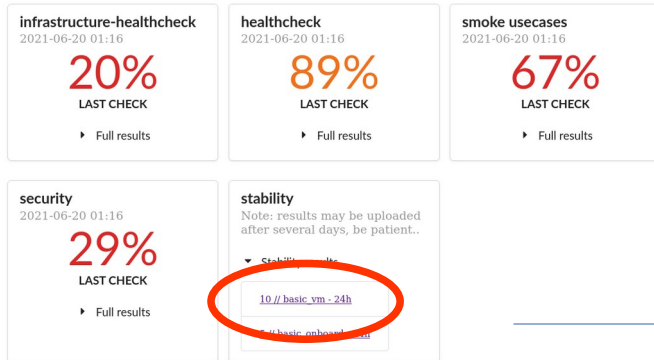 infrastructure-healthcheck
2021-06-20 01:16
20%
LAST CHECK
Full results
healthcheck
2021-06-20 01:16
89%
LAST CHECK
Full results
smoke usecases
2021-06-20 01:16
67%
LAST CHECK
Full results
security
2021-06-20 01:16
29%
LAST CHECK
Full results
stability
Note: results may be uploaded
after several days, be patient..
Stability results
10 // basic_vm - 24h
// basic_onboard